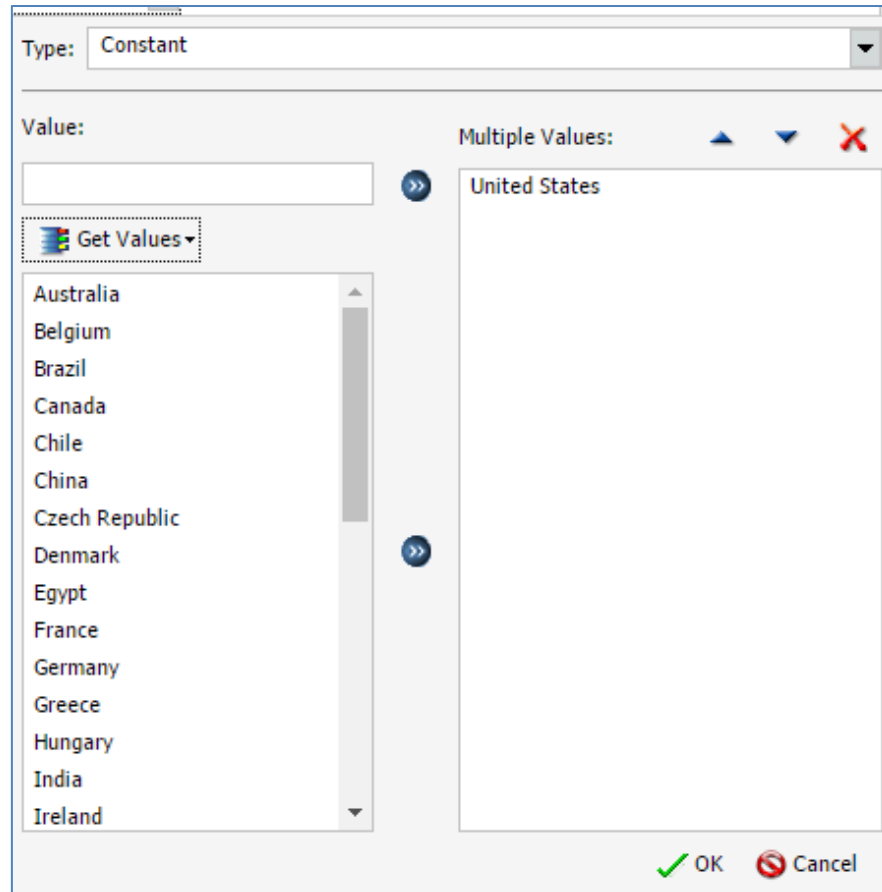 Type: Constant
Value:
Multiple Values:
United States
Get Values
Australia
Belgium
Brazil
Canada
Chile
China
Czech Republic
Denmark
Egypt
France
Germany
Greece
Hungary
India
Ireland
OK Cancel